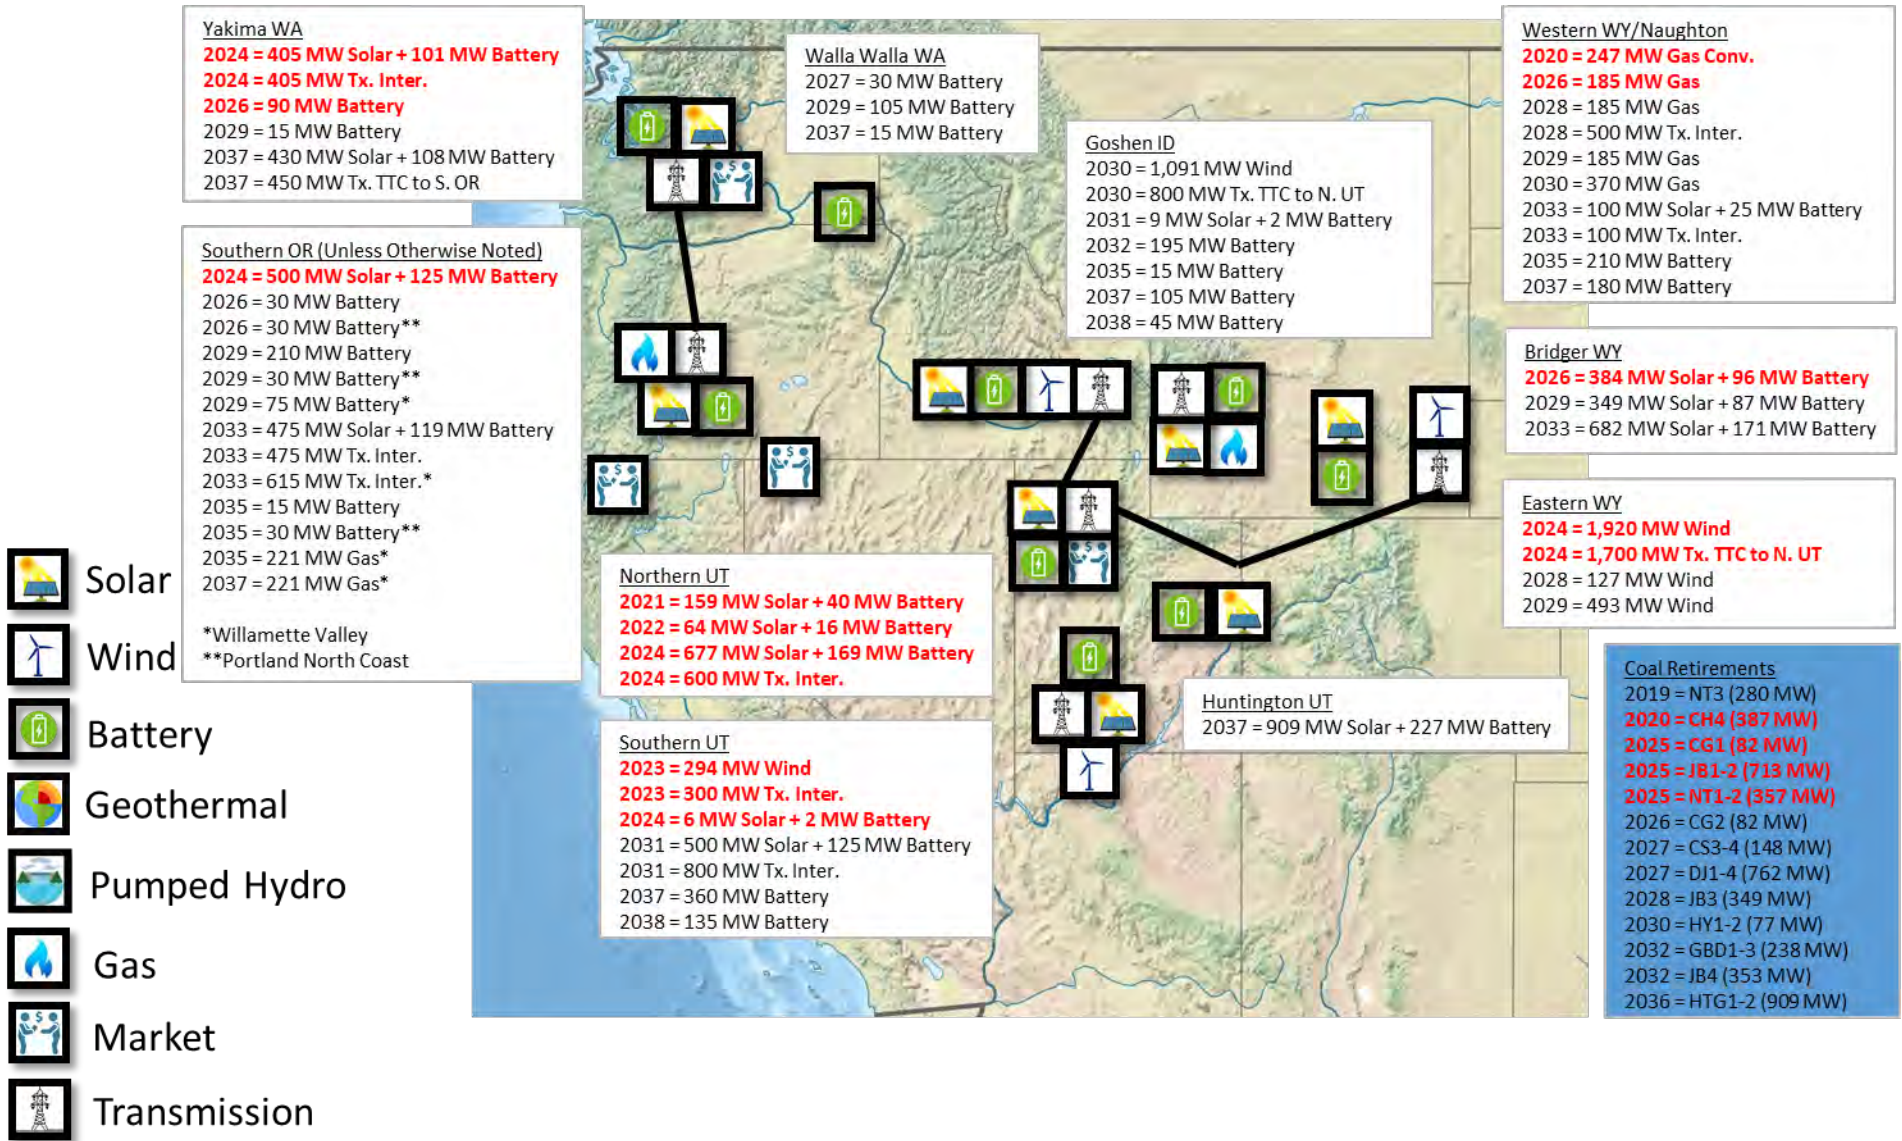 Yakima WA
2024 = 405 MW Solar + 101 MW Battery
2024 = 405 MW Tx. Inter.
2026 = 90 MW Battery
2029 = 15 MW Battery
2037 = 430 MW Solar + 108 MW Battery
2037 = 450 MW Tx. TTC to S. OR
Walla Walla WA
2027 = 30 MW Battery
2029 = 105 MW Battery
2037 = 15 MW Battery
Goshen ID
2030 = 1,091 MW Wind
2030 = 800 MW Tx. TTC to N. UT
2031 = 9 MW Solar + 2 MW Battery
2032 = 195 MW Battery
2035 = 15 MW Battery
2037 = 105 MW Battery
2038 = 45 MW Battery
Western WY/Naughton
2020 = 247 MW Gas Conv.
2026 = 185 MW Gas
2028 = 185 MW Gas
2028 = 500 MW Tx. Inter.
2029 = 185 MW Gas
2030 = 370 MW Gas
2033 = 100 MW Solar + 25 MW Battery
2033 = 100 MW Tx. Inter.
2035 = 210 MW Battery
2037 = 180 MW Battery
Southern OR (Unless Otherwise Noted)
2024 = 500 MW Solar + 125 MW Battery
2026 = 30 MW Battery
2026 = 30 MW Battery**
2029 = 210 MW Battery
2029 = 30 MW Battery**
2029 = 75 MW Battery*
2033 = 475 MW Solar + 119 MW Battery
2033 = 475 MW Tx. Inter.
2033 = 615 MW Tx. Inter.*
2035 = 15 MW Battery
2035 = 30 MW Battery**
2035 = 221 MW Gas*
2037 = 221 MW Gas*
*Willamette Valley
**Portland North Coast
Bridger WY
2026 = 384 MW Solar + 96 MW Battery
2029 = 349 MW Solar + 87 MW Battery
2033 = 682 MW Solar + 171 MW Battery
Eastern WY
2024 = 1,920 MW Wind
2024 = 1,700 MW Tx. TTC to N. UT
2028 = 127 MW Wind
2029 = 493 MW Wind
Northern UT
2021 = 159 MW Solar + 40 MW Battery
2022 = 64 MW Solar + 16 MW Battery
2024 = 677 MW Solar + 169 MW Battery
2024 = 600 MW Tx. Inter.
Southern UT
2023 = 294 MW Wind
2023 = 300 MW Tx. Inter.
2024 = 6 MW Solar + 2 MW Battery
2031 = 500 MW Solar + 125 MW Battery
2031 = 800 MW Tx. Inter.
2037 = 360 MW Battery
2038 = 135 MW Battery
Huntington UT
2037 = 909 MW Solar + 227 MW Battery
Coal Retirements
2019 = NT3 (280 MW)
2020 = CH4 (387 MW)
2025 = CG1 (82 MW)
2025 = JB1-2 (713 MW)
2025 = NT1-2 (357 MW)
2026 = CG2 (82 MW)
2027 = CS3-4 (148 MW)
2027 = DJ1-4 (762 MW)
2028 = JB3 (349 MW)
2030 = HY1-2 (77 MW)
2032 = GBD1-3 (238 MW)
2032 = JB4 (353 MW)
2036 = HTG1-2 (909 MW)
Solar
Wind
Battery
Geothermal
Pumped Hydro
Gas
Market
Transmission